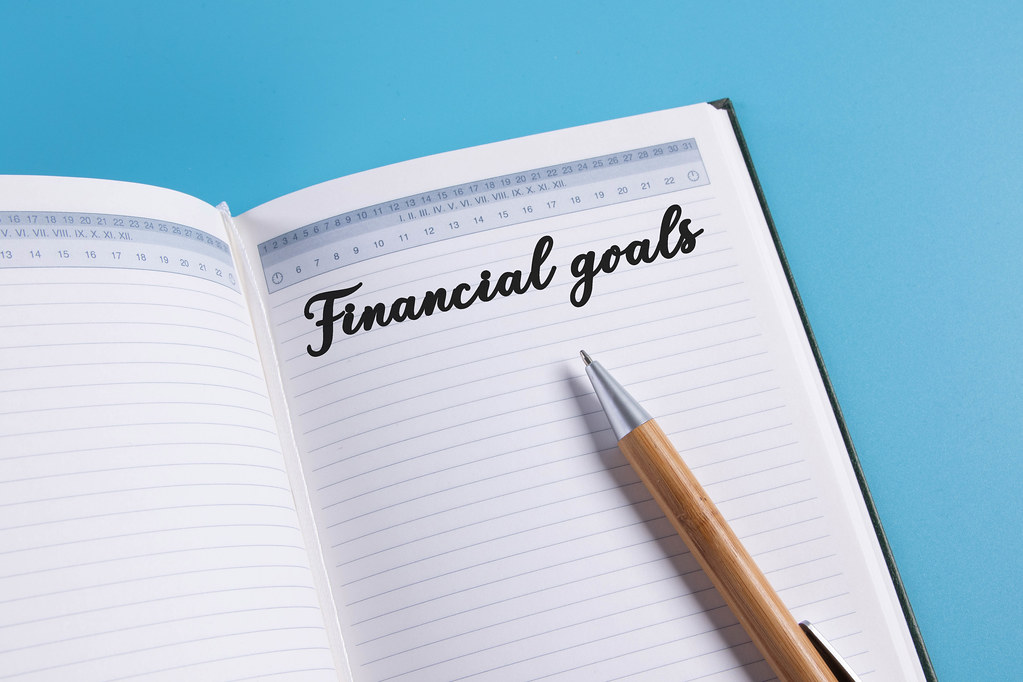 16 17 18 19 20 21 22 23 24 25 26 27 28 29 30
V. VI. VII. VIII. IX. X. XI. XII.
13 14 15 16 17 18 19 20 21 22
1 2 3 4 5 6 7 8 9 10 11 12 13 14 15 16 17 18 19 20 21 22 23 24 25 26 27 28 29 30 31
I. II. III. IV. V. VI. VII. VIII. IX. X. XI. XII.
6 7 8 9 10 11 12 13 14 15 16 17 18 19 20 21 22
Financial goals